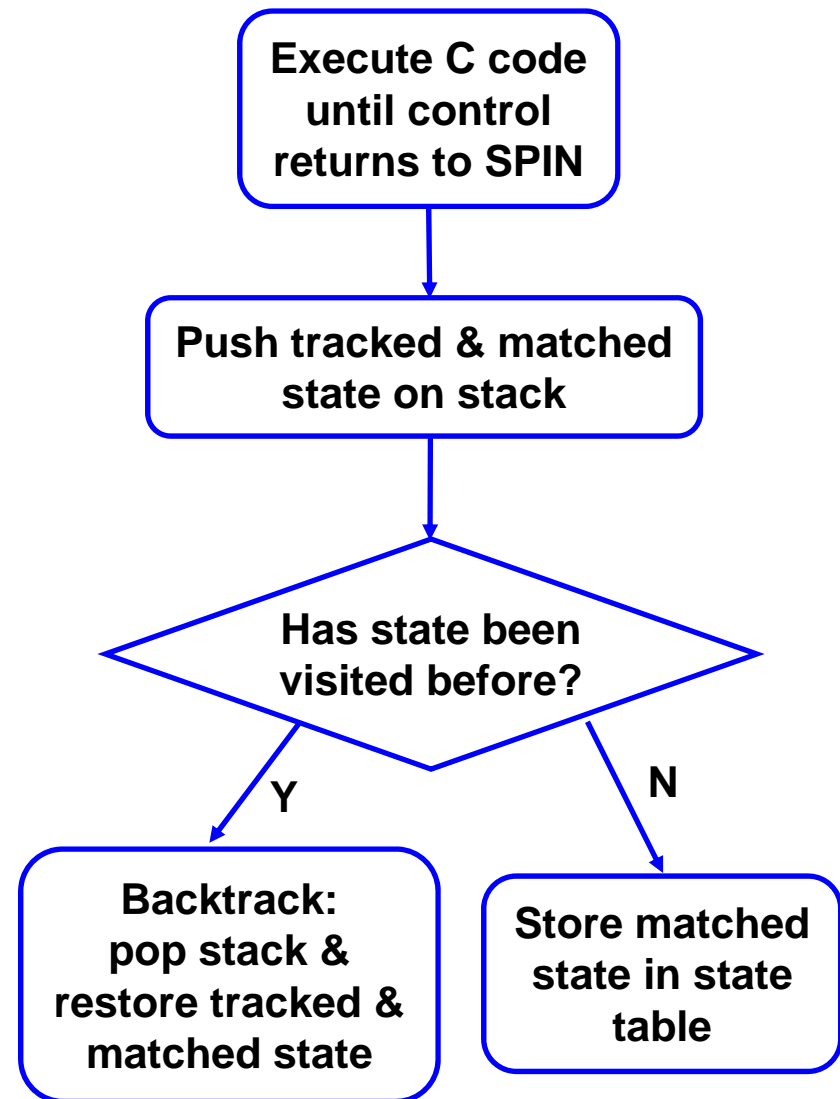 Execute C code
until control
returns to SPIN
Push tracked & matched
state on stack
Has state been
visited before?
Y
N
Backtrack:
pop stack &
restore tracked &
matched state
Store matched
state in state
table